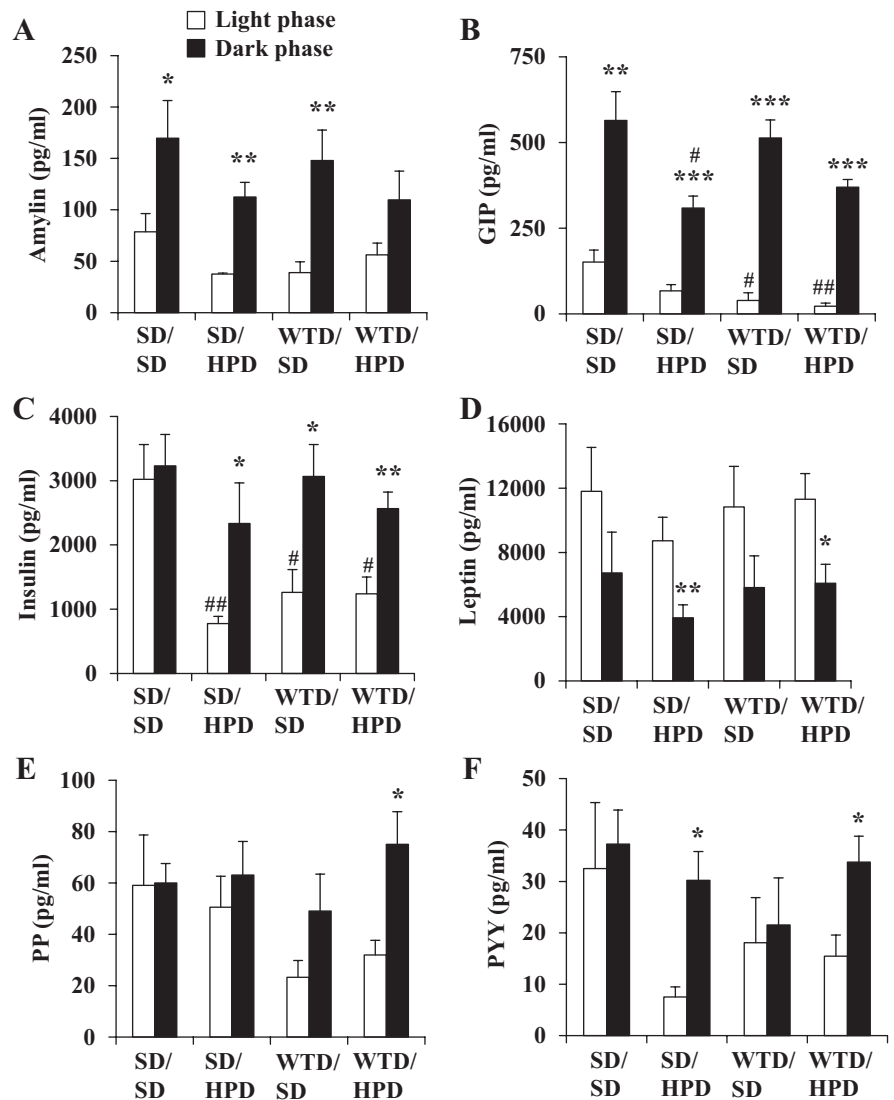 A
Light phase
Dark phase
Amylin (pg/ml)
250
200
150
100
50
0
*
**
**
SD/
SD
SD/
HPD
WTD/
SD
WTD/
HPD
B
GIP (pg/ml)
750
500
250
0
**
#
***
#
***
##
***
SD/
SD
SD/
HPD
WTD/
SD
WTD/
HPD
C
Insulin (pg/ml)
4000
3000
2000
1000
0
##
*
#
*
#
**
SD/
SD
SD/
HPD
WTD/
SD
WTD/
HPD
D
Leptin (pg/ml)
16000
12000
8000
4000
0
**
*
SD/
SD
SD/
HPD
WTD/
SD
WTD/
HPD
E
PP (pg/ml)
100
80
60
40
20
0
*
SD/
SD
SD/
HPD
WTD/
SD
WTD/
HPD
F
PYY (pg/ml)
50
40
30
20
10
0
*
*
SD/
SD
SD/
HPD
WTD/
SD
WTD/
HPD